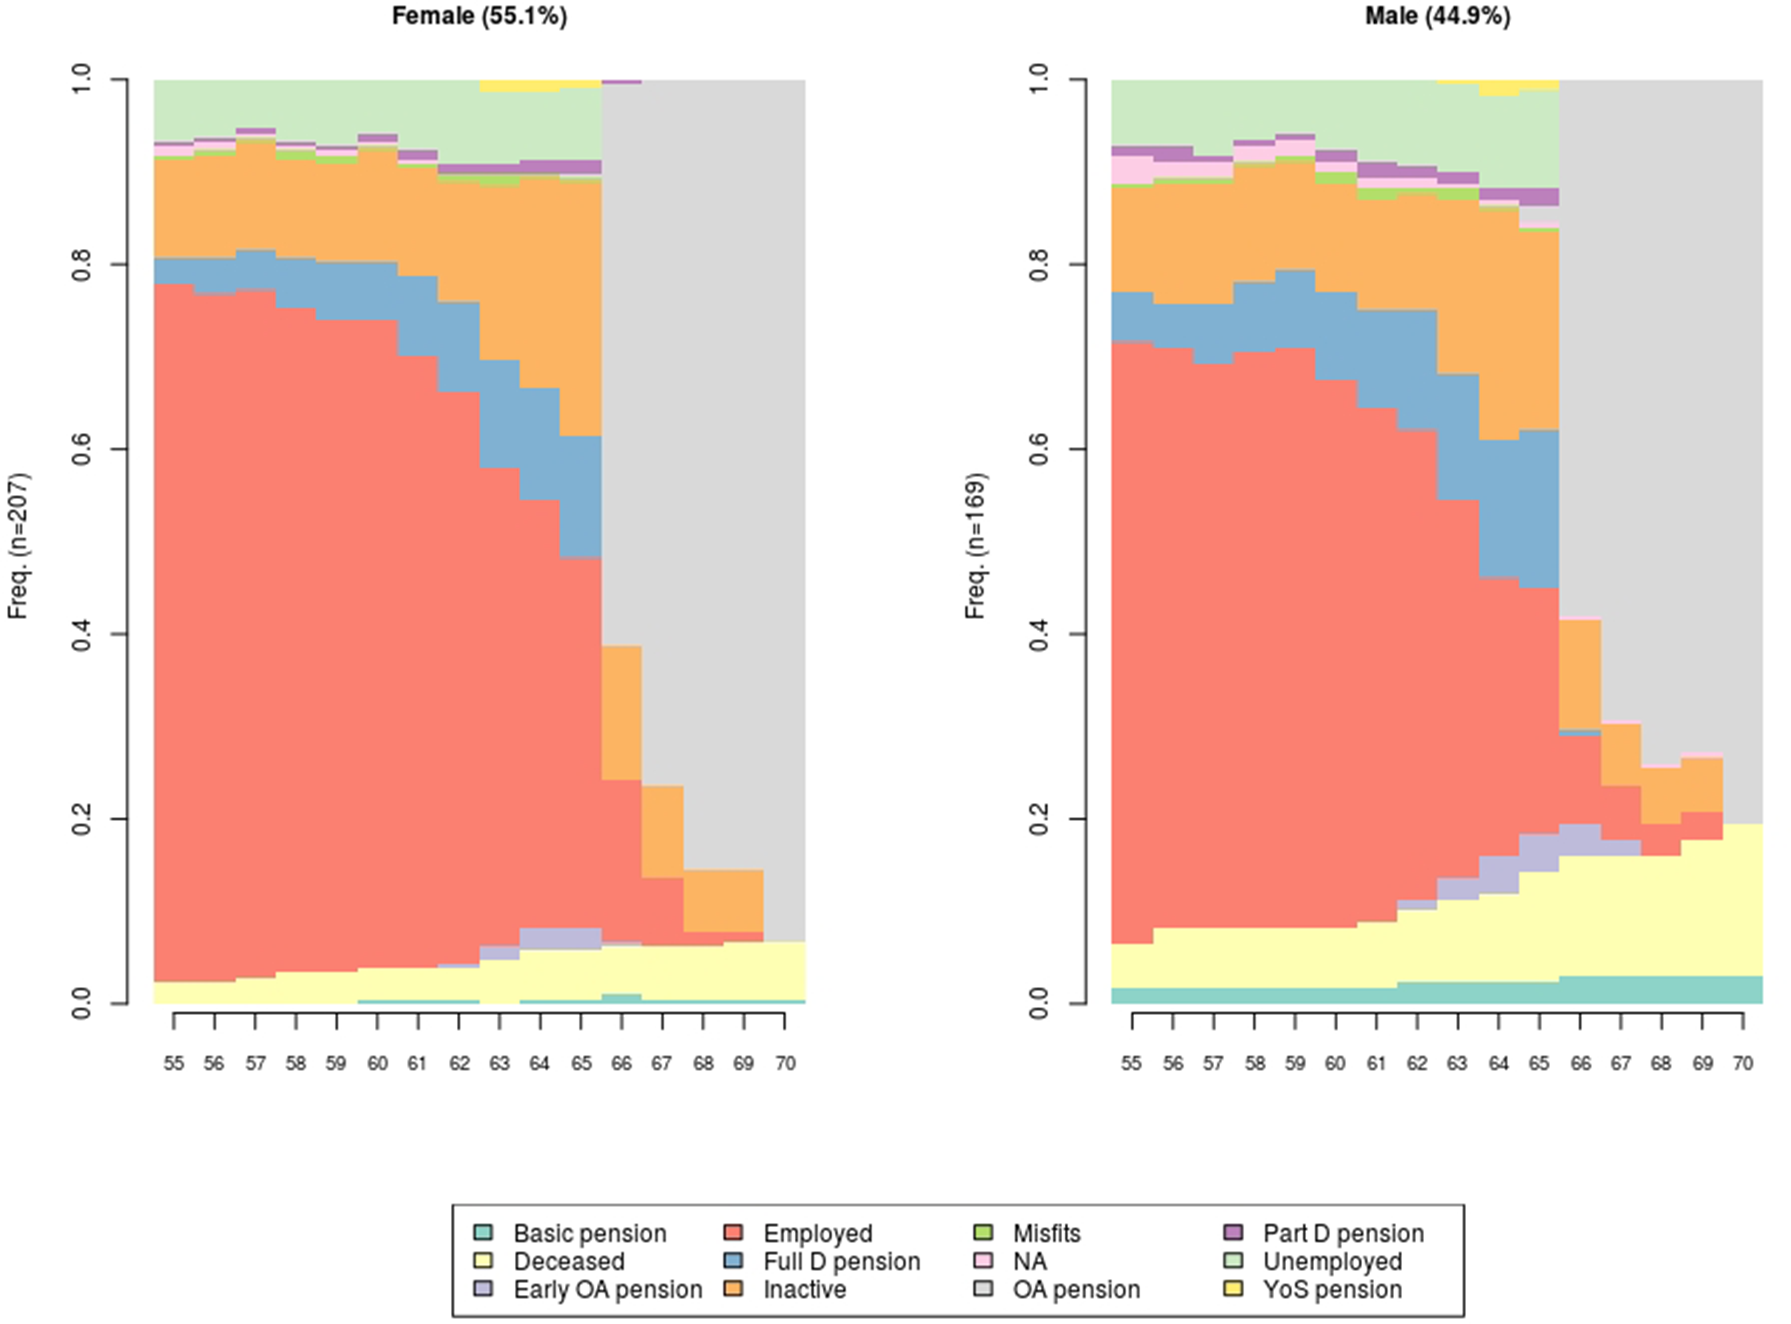 Female (55.1%)
Male (44.9%)
Freq. (n=207)
0.0 0.2 0.4 0.6 0.8 1.0
55 56 57 58 59 60 61 62 63 64 65 66 67 68 69 70
Freq. (n=169)
0.0 0.2 0.4 0.6 0.8 1.0
55 56 57 58 59 60 61 62 63 64 65 66 67 68 69 70
Basic pension
Deceased
Early OA pension
Employed
Full D pension
Inactive
Misfits
NA
OA pension
Part D pension
Unemployed
YoS pension